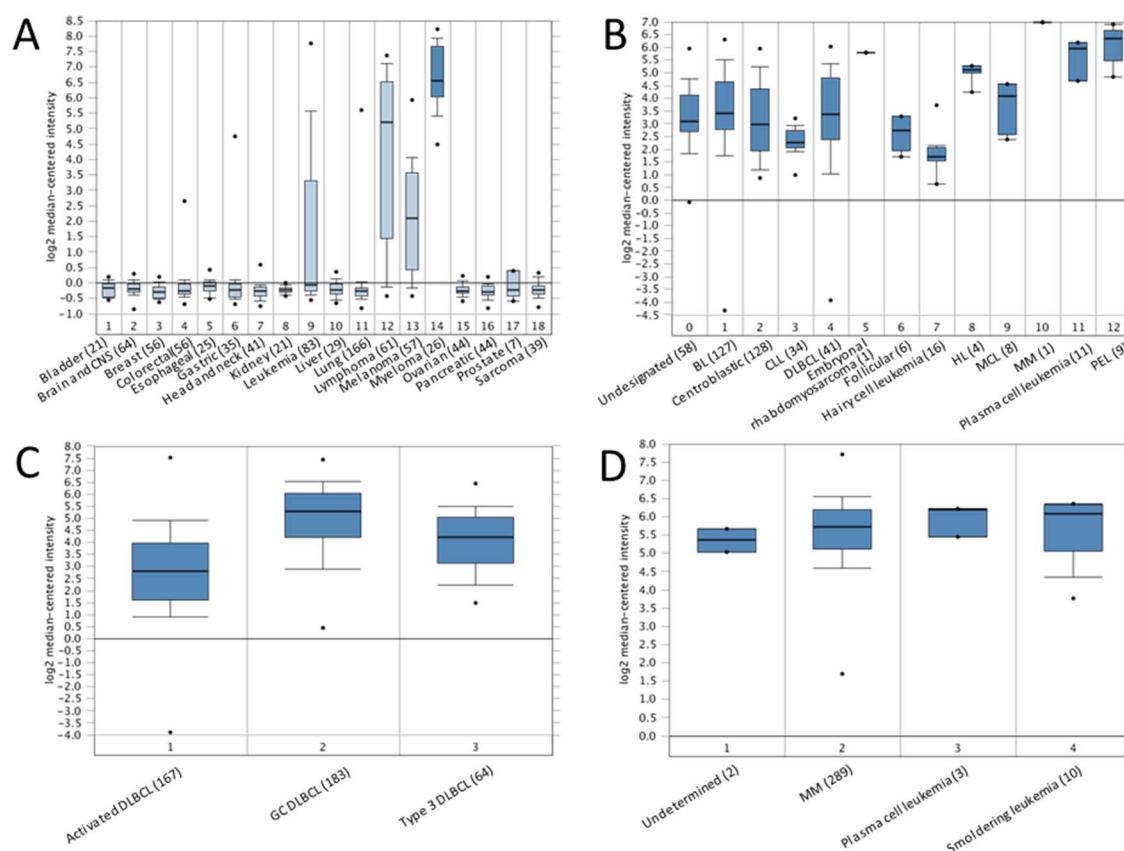 A
log2 median-centered intensity
8.5
8.0
7.5
7.0
6.5
6.0
5.5
5.0
4.5
4.0
3.5
3.0
2.5
2.0
1.5
1.0
0.5
0.0
-0.5
-1.0
1 2 3 4 5 6 7 8 9 10 11 12 13 14 15 16 17 18
Bladder (21)
Brain and CNS (64)
Breast (56)
Colorectal (56)
Esophageal (25)
Gastric (35)
Head and neck (41)
Kidney (21)
Leukemia (83)
Liver (29)
Lung (166)
Lymphoma (61)
Melanoma (57)
Myeloma (26)
Ovarian (44)
Pancreatic (44)
Prostate (7)
Sarcoma (39)
B
log2 median-centered intensity
7.0
6.5
6.0
5.5
5.0
4.5
4.0
3.5
3.0
2.5
2.0
1.5
1.0
0.5
0.0
-0.5
-1.0
-1.5
-2.0
-2.5
-3.0
-3.5
-4.0
-4.5
0 1 2 3 4 5 6 7 8 9 10 11 12
Undesignated (58)
BL (127)
Centroblastic (128)
CLL (34)
DLBCL (41)
Embryonal
rhabdomyosarcoma (1)
Follicular (6)
Hairy cell leukemia (16)
HL (4)
MCL (8)
MM (1)
Plasma cell leukemia (11)
PEL (9)
C
log2 median-centered intensity
8.0
7.5
7.0
6.5
6.0
5.5
5.0
4.5
4.0
3.5
3.0
2.5
2.0
1.5
1.0
0.5
0.0
-0.5
-1.0
-1.5
-2.0
-2.5
-3.0
-3.5
-4.0
1 2 3
Activated DLBCL (167)
GC DLBCL (183)
Type 3 DLBCL (64)
D
log2 median-centered intensity
8.0
7.5
7.0
6.5
6.0
5.5
5.0
4.5
4.0
3.5
3.0
2.5
2.0
1.5
1.0
0.5
0.0
1 2 3 4
Undetermined (2)
MM (289)
Plasma cell leukemia (3)
Smoldering leukemia (10)